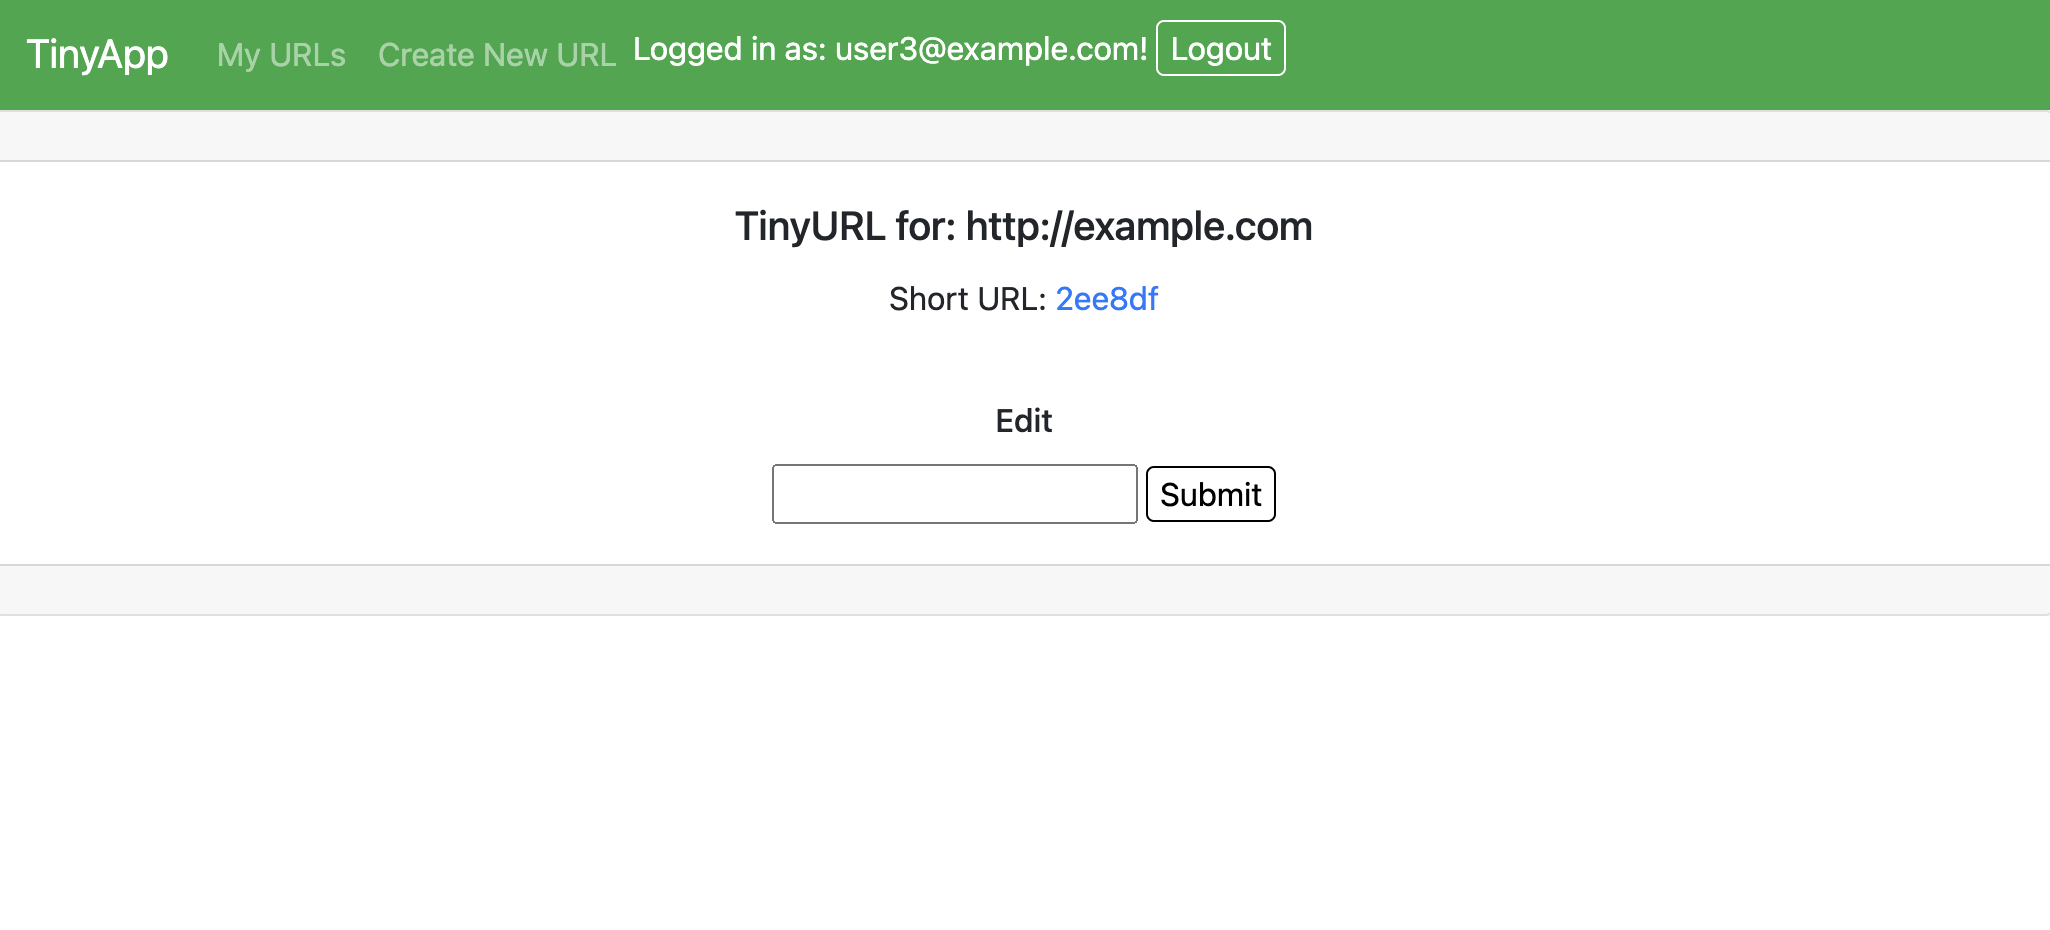 TinyApp My URLs Create New URL Logged in as: user3@example.com! Logout
TinyURL for: http://example.com
Short URL: 2ee8df
Edit
Submit